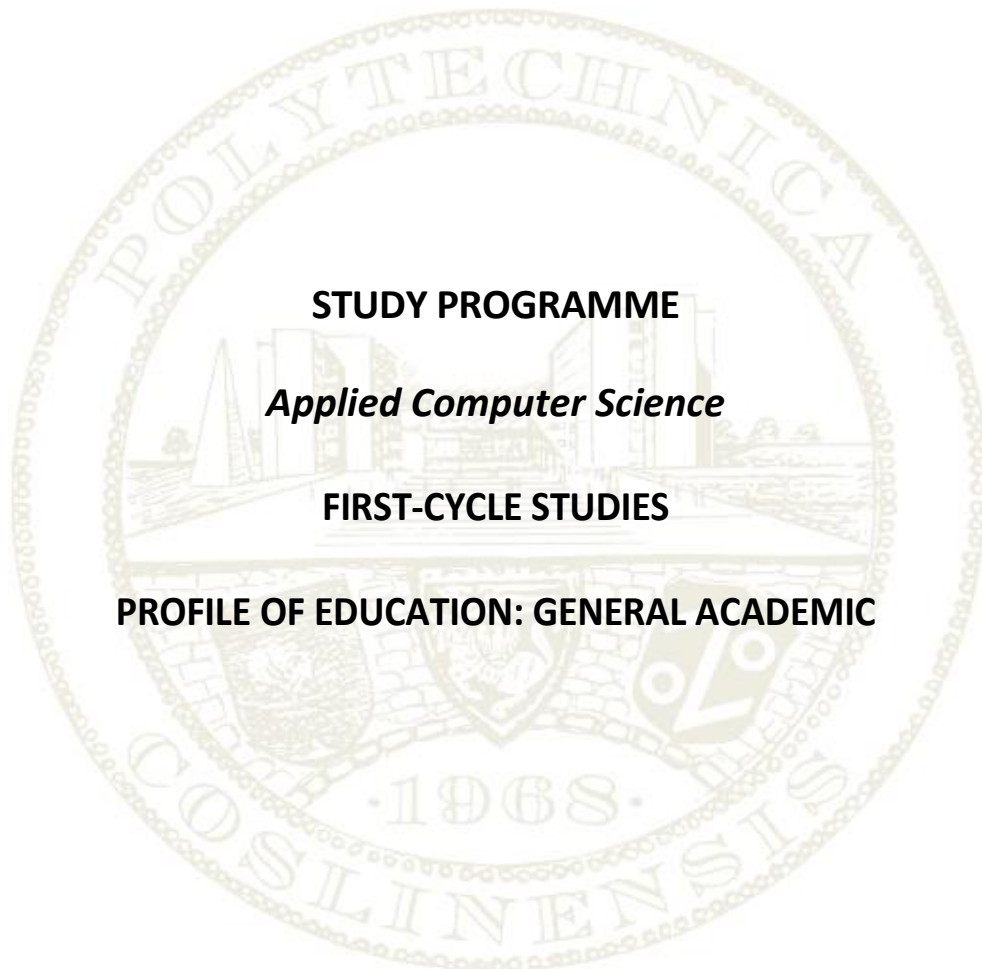 POLYTECHNICA
STUDY PROGRAMME
Applied Computer Science
FIRST-CYCLE STUDIES
PROFILE OF EDUCATION: GENERAL ACADEMIC
·1968·
COSLINENSIS